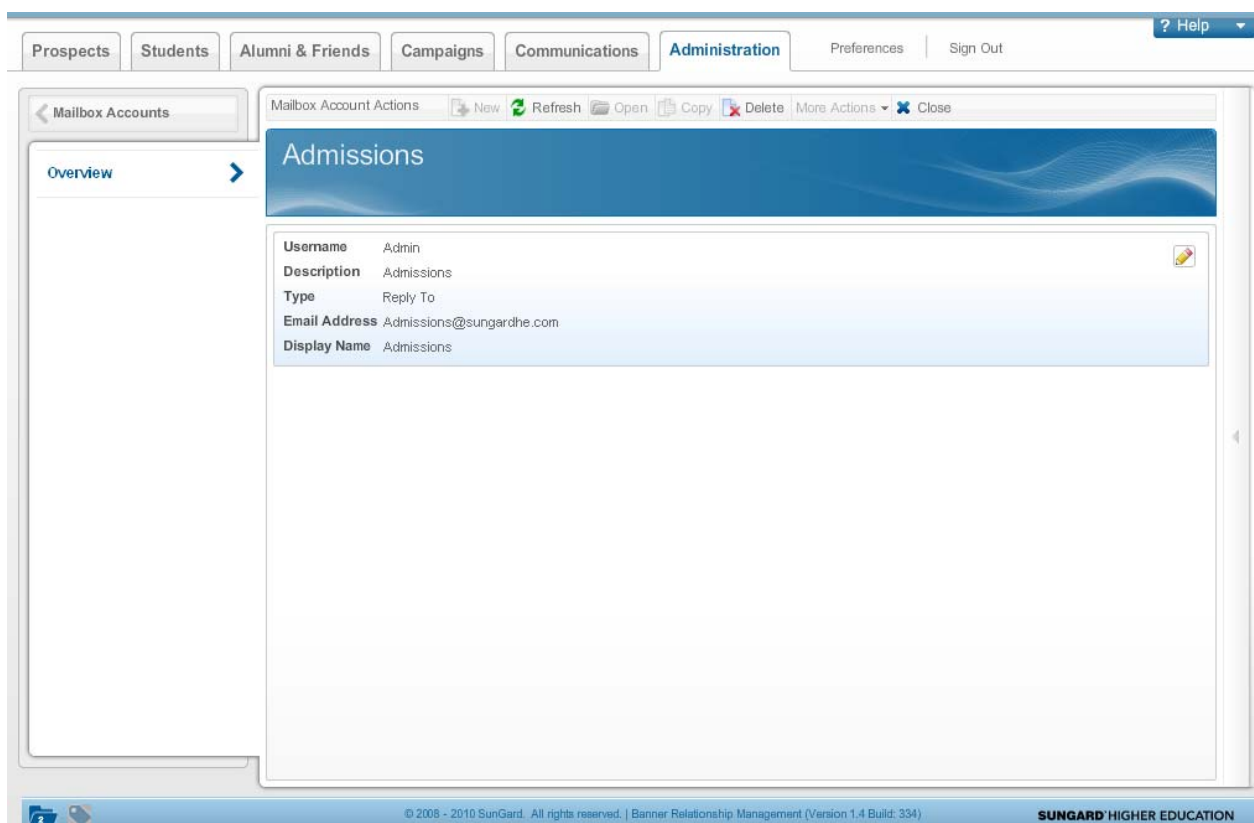 ? Help
Prospects Students Alumni & Friends Campaigns Communications Administration Preferences Sign Out
Mailbox Accounts
Mailbox Account Actions New Refresh Open Copy Delete More Actions Close
Overview
Admissions
Username Admin
Description Admissions
Type Reply To
Email Address Admissions@sungardhe.com
Display Name Admissions
2
© 2008 - 2010 SunGard. All rights reserved. | Banner Relationship Management (Version 1.4 Build: 334)
SUNGARD' HIGHER EDUCATION